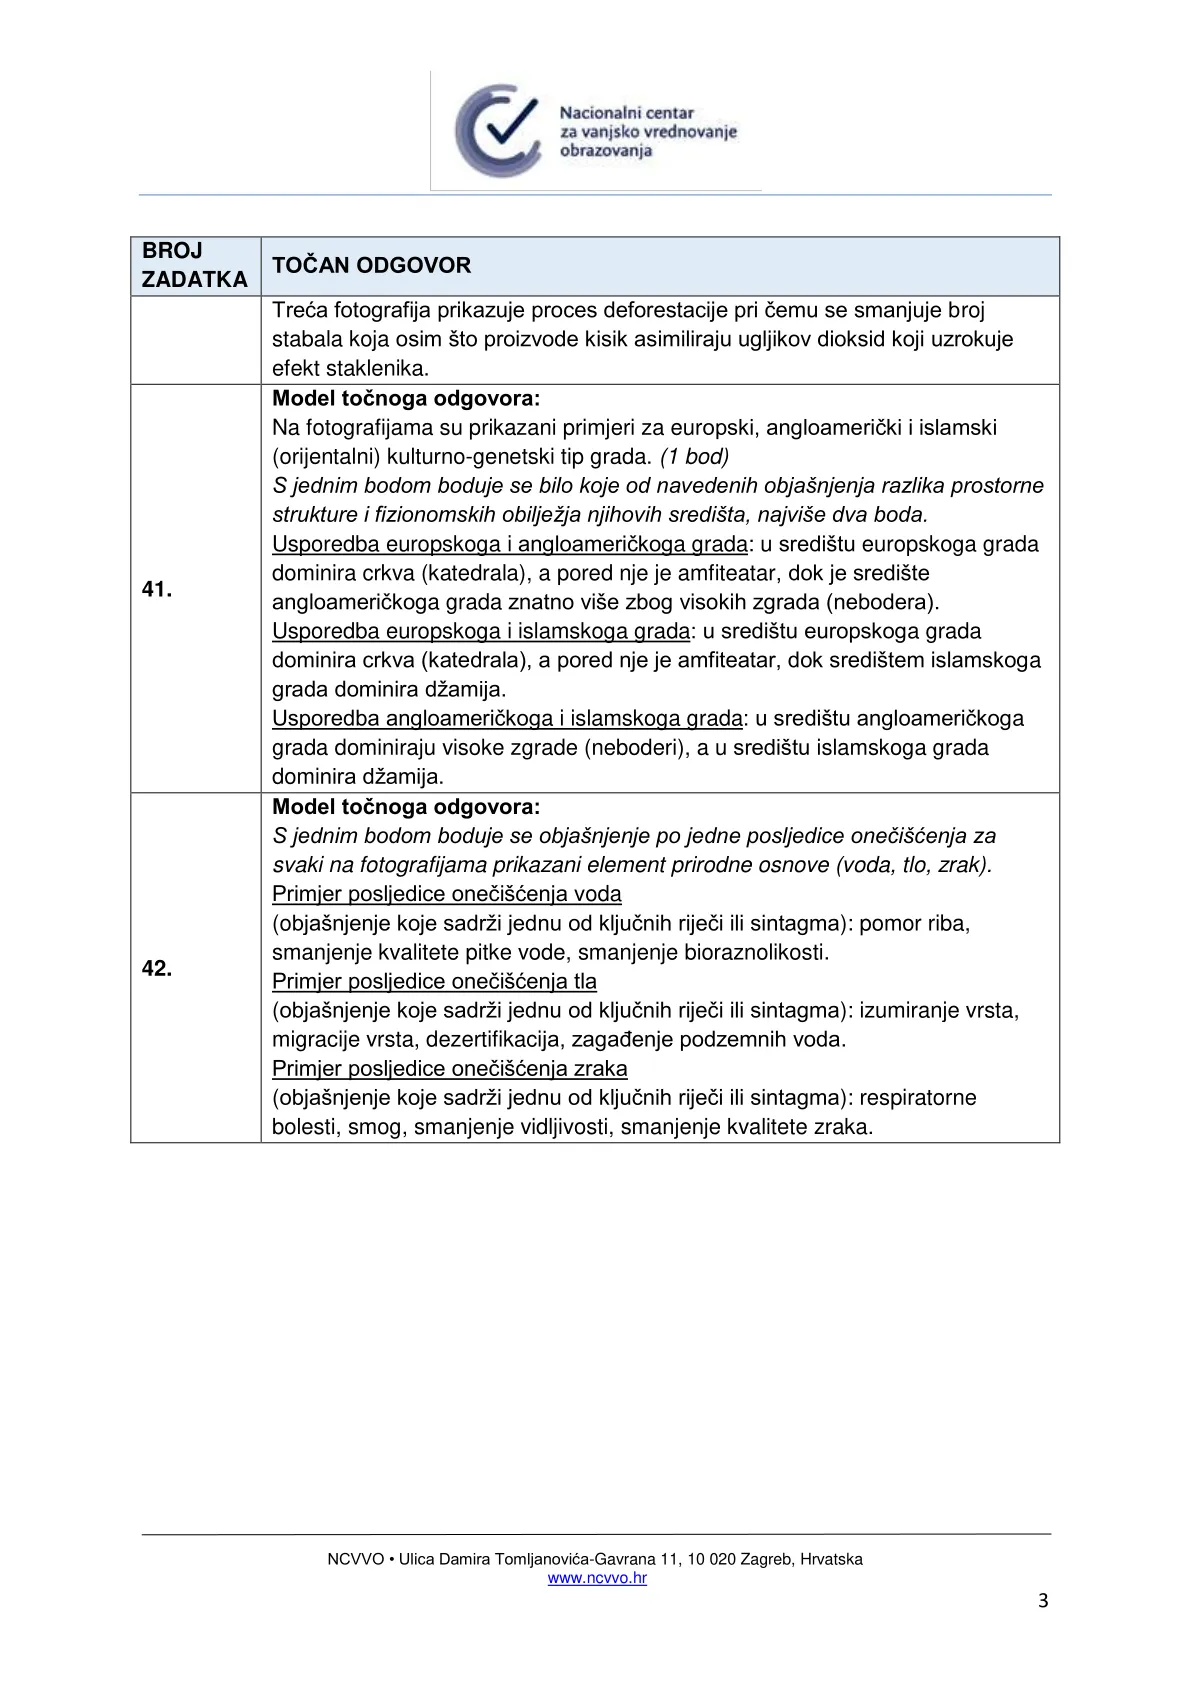 Nacionalni centar
za vanjsko vrednovanje
obrazovanja
BROJ
ZADATKA
TOČAN ODGOVOR
Treća fotografija prikazuje proces deforestacije pri čemu se smanjuje broj
stabala koja osim što proizvode kisik asimiliraju ugljikov dioksid koji uzrokuje
efekt staklenika.
41.
Model točnoga odgovora:
Na fotografijama su prikazani primjeri za europski, angloamerički i islamski
(orijentalni) kulturno-genetski tip grada. (1 bod)
S jednim bodom boduje se bilo koje od navedenih objašnjenja razlika prostorne
strukture i fizionomskih obilježja njihovih središta, najviše dva boda.
Usporedba europskoga i angloameričkoga grada: u središtu europskoga grada
dominira crkva (katedrala), a pored nje je amfiteatar, dok je središte
angloameričkoga grada znatno više zbog visokih zgrada (nebodera).
Usporedba europskoga i islamskoga grada: u središtu europskoga grada
dominira crkva (katedrala), a pored nje je amfiteatar, dok središtem islamskoga
grada dominira džamija.
Usporedba angloameričkoga i islamskoga grada: u središtu angloameričkoga
grada dominiraju visoke zgrade (neboderi), a u središtu islamskoga grada
dominira džamija.
42.
Model točnoga odgovora:
S jednim bodom boduje se objašnjenje po jedne posljedice onečišćenja za
svaki na fotografijama prikazani element prirodne osnove (voda, tlo, zrak).
Primjer posljedice onečišćenja voda
(objašnjenje koje sadrži jednu od ključnih riječi ili sintagma): pomor riba,
smanjenje kvalitete pitke vode, smanjenje bioraznolikosti.
Primjer posljedice onečišćenja tla
(objašnjenje koje sadrži jednu od ključnih riječi ili sintagma): izumiranje vrsta,
migracije vrsta, dezertifikacija, zagađenje podzemnih voda.
Primjer posljedice onečišćenja zraka
(objašnjenje koje sadrži jednu od ključnih riječi ili sintagma): respiratorne
bolesti, smog, smanjenje vidljivosti, smanjenje kvalitete zraka.
NCVVO • Ulica Damira Tomljanovića-Gavrana 11, 10 020 Zagreb, Hrvatska
www.ncvvo.hr
3